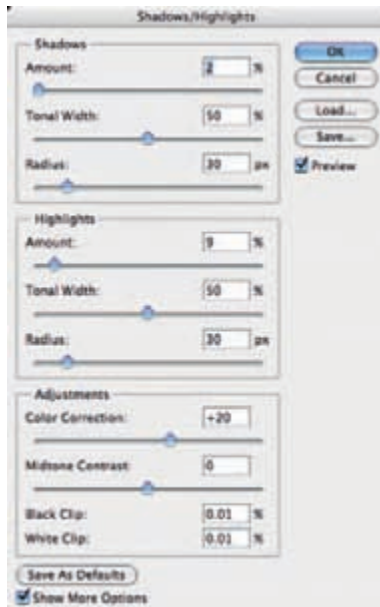 Shadows/Highlights
Shadows
Amount: 2 %
Tonal Width: 50 %
Radius: 30 px
Highlights
Amount: 9 %
Tonal Width: 50 %
Radius: 30 px
Adjustments
Color Correction: +20
Midtone Contrast: 0
Black Clip: 0.01 %
White Clip: 0.01 %
Save As Defaults
Show More Options
OK
Cancel
Load...
Save...
Preview